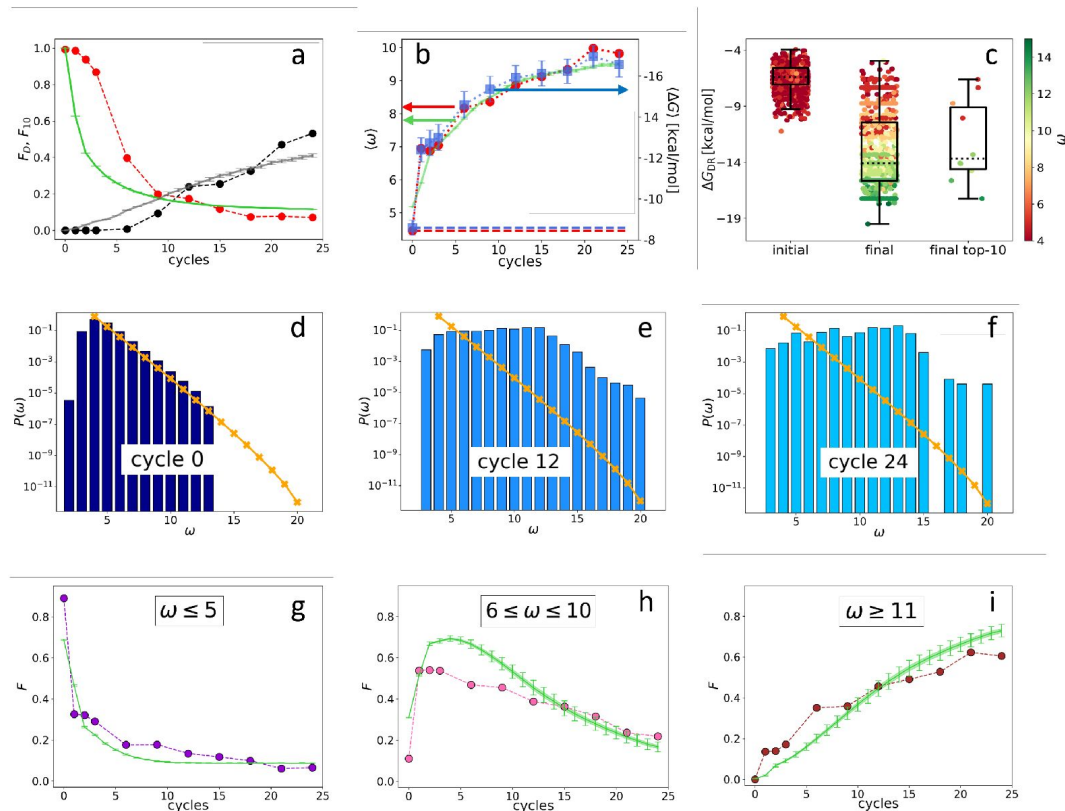 a
F_D, F_10
1.0
0.8
0.6
0.4
0.2
0.0
0 5 10 15 20 25
cycles
b
⟨ω⟩
10
9
8
7
6
5
16
14
12
-10
-8
⟨ΔG⟩ [kcal/mol]
0 5 10 15 20 25
cycles
c
ΔG_DR [kcal/mol]
−4
−9
−14
−19
initial final final top-10
14
12
10
8
6
4
ω
d
P(ω)
10⁻¹
10⁻³
10⁻⁵
10⁻⁷
10⁻⁹
10⁻¹¹
cycle 0
5 10 15 20
ω
e
P(ω)
10⁻¹
10⁻³
10⁻⁵
10⁻⁷
10⁻⁹
10⁻¹¹
cycle 12
5 10 15 20
ω
f
P(ω)
10⁻¹
10⁻³
10⁻⁵
10⁻⁷
10⁻⁹
10⁻¹¹
cycle 24
5 10 15 20
ω
g
ω ≤ 5
F
0.8
0.6
0.4
0.2
0.0
0 5 10 15 20 25
cycles
h
6 ≤ ω ≤ 10
F
0.8
0.6
0.4
0.2
0.0
0 5 10 15 20 25
cycles
i
ω ≥ 11
F
0.8
0.6
0.4
0.2
0.0
0 5 10 15 20 25
cycles